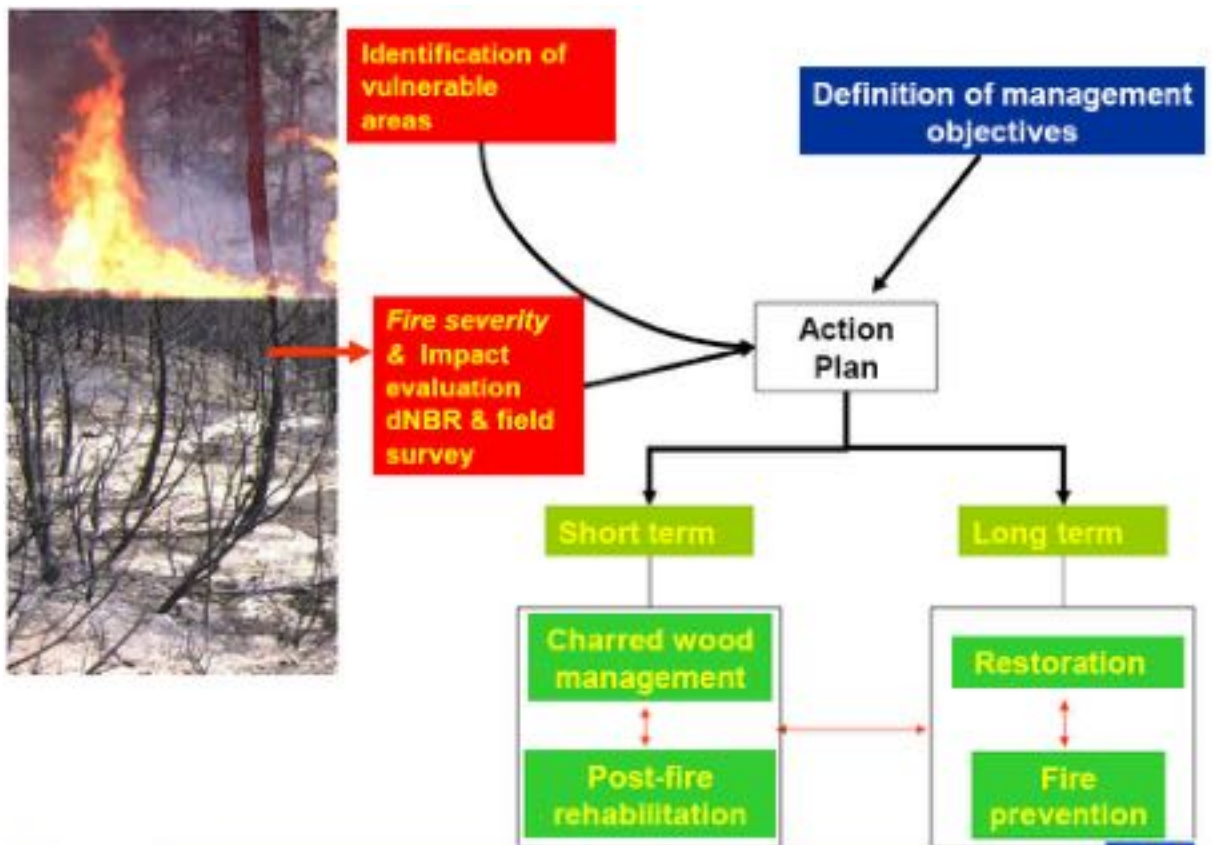 Identification of
vulnerable
areas
Definition of management
objectives
Fire severity
& Impact
evaluation
dNBR & field
survey
Action
Plan
Short term
Long term
Charred wood
management
Restoration
Post-fire
rehabilitation
Fire
prevention